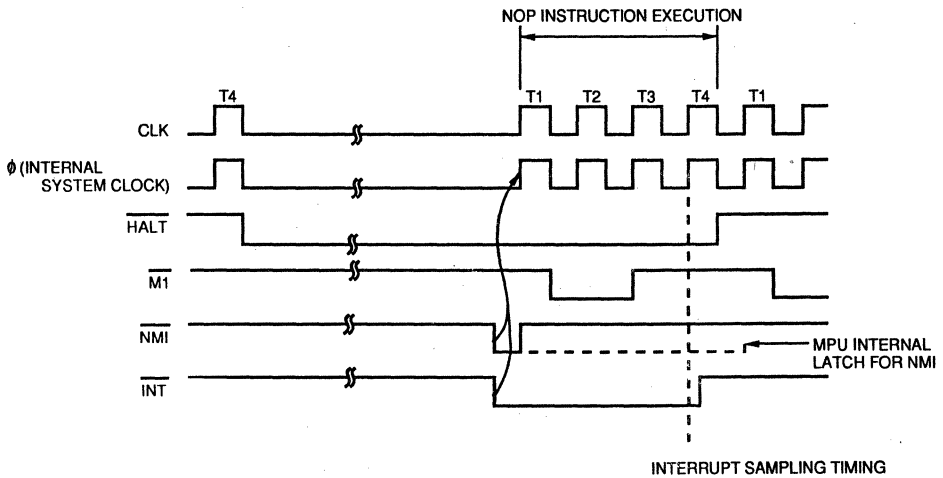 NOP INSTRUCTION EXECUTION
T4 T1 T2 T3 T4 T1
CLK
ϕ (INTERNAL
SYSTEM CLOCK)
HALT
M1
NMI
MPU INTERNAL
LATCH FOR NMI
INT
INTERRUPT SAMPLING TIMING